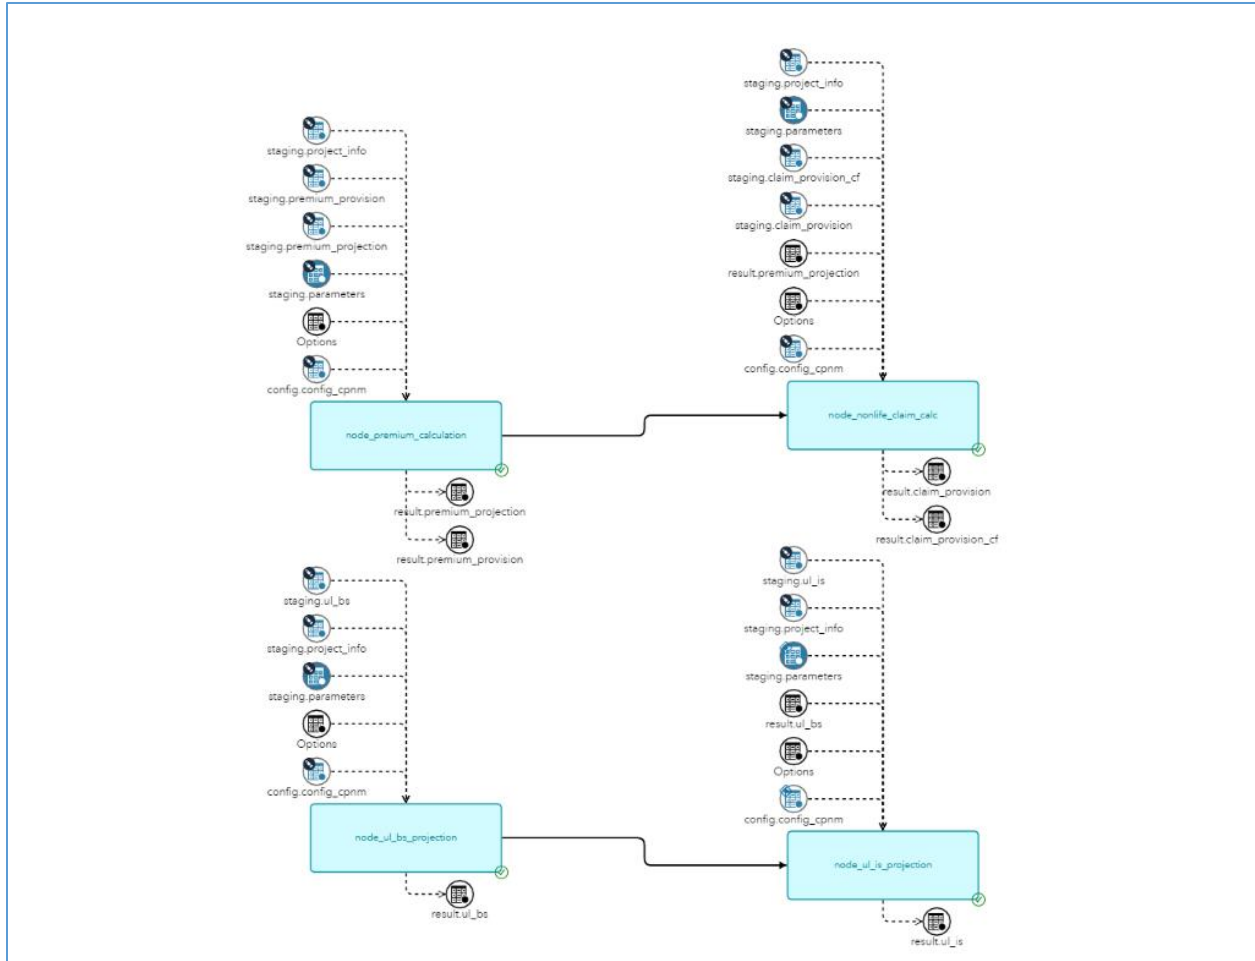 staging.project_info
staging.premium_provision
staging.premium_projection
staging.parameters
Options
config.config_cpnm
node_premium_calculation
result.premium_projection
result.premium_provision
staging.project_info
staging.parameters
staging.claim_provision_cf
staging.claim_provision
result.premium_projection
Options
config.config_cpnm
node_nonlife_claim_calc
result.claim_provision
result.claim_provision_cf
staging.ul_bs
staging.project_info
staging.parameters
Options
config.config_cpnm
node_ul_bs_projection
result.ul_bs
staging.ul_is
staging.project_info
staging.parameters
result.ul_bs
Options
config.config_cpnm
node_ul_is_projection
result.ul_is